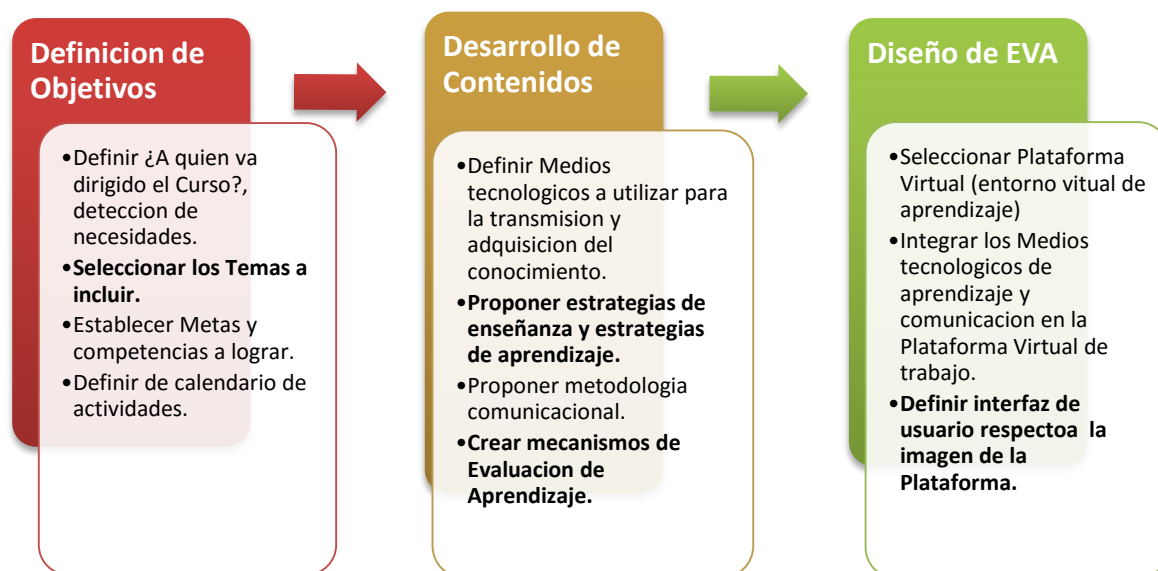 Definicion de
Objetivos
•Definir ¿A quien va
dirigido el Curso?,
deteccion de
necesidades.
•Seleccionar los Temas a
incluir.
•Establecer Metas y
competencias a lograr.
•Definir de calendario de
actividades.
Desarrollo de
Contenidos
•Definir Medios
tecnologicos a utilizar para
la transmision y
adquisicion del
conocimiento.
•Proponer estrategias de
enseñanza y estrategias
de aprendizaje.
•Proponer metodologia
comunicacional.
•Crear mecanismos de
Evaluacion de
Aprendizaje.
Diseño de EVA
•Seleccionar Plataforma
Virtual (entorno vitual de
aprendizaje)
•Integrar los Medios
tecnologicos de
aprendizaje y
comunicacion en la
Plataforma Virtual de
trabajo.
•Definir interfaz de
usuario respectoa  la
imagen de la
Plataforma.